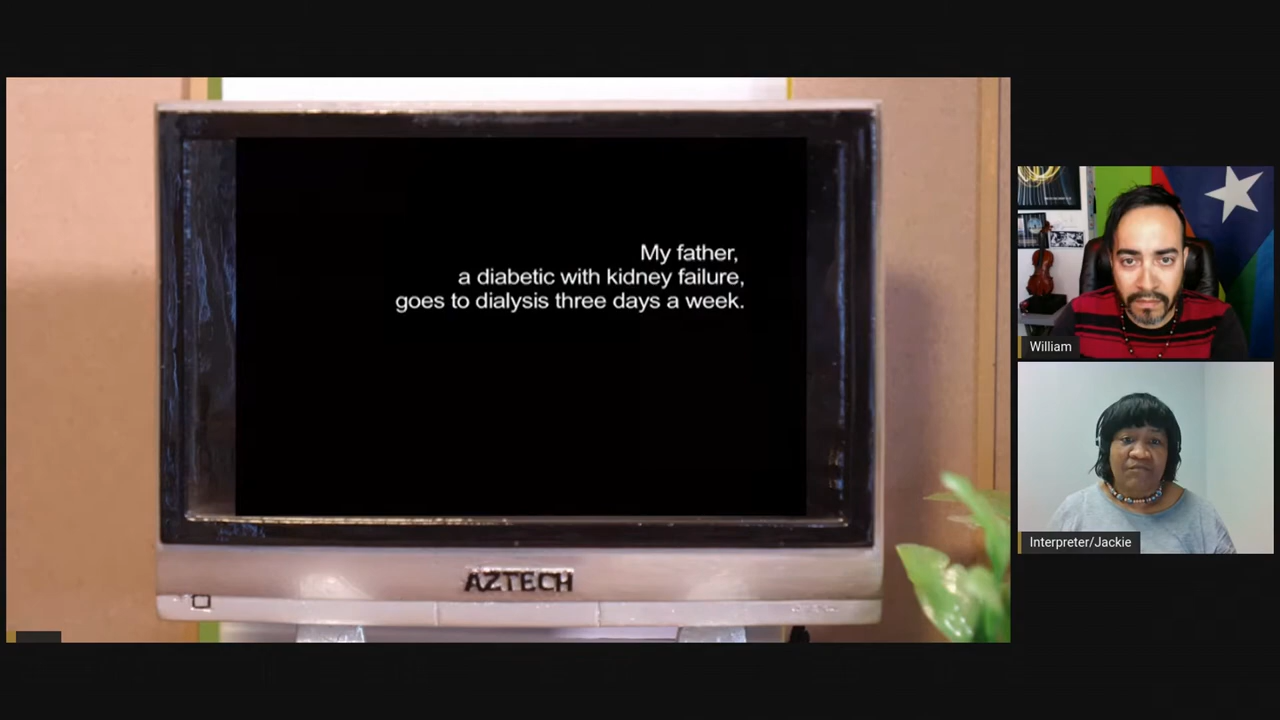 My father,
a diabetic with kidney failure,
goes to dialysis three days a week.
AZTECH
William
Interpreter/Jackie